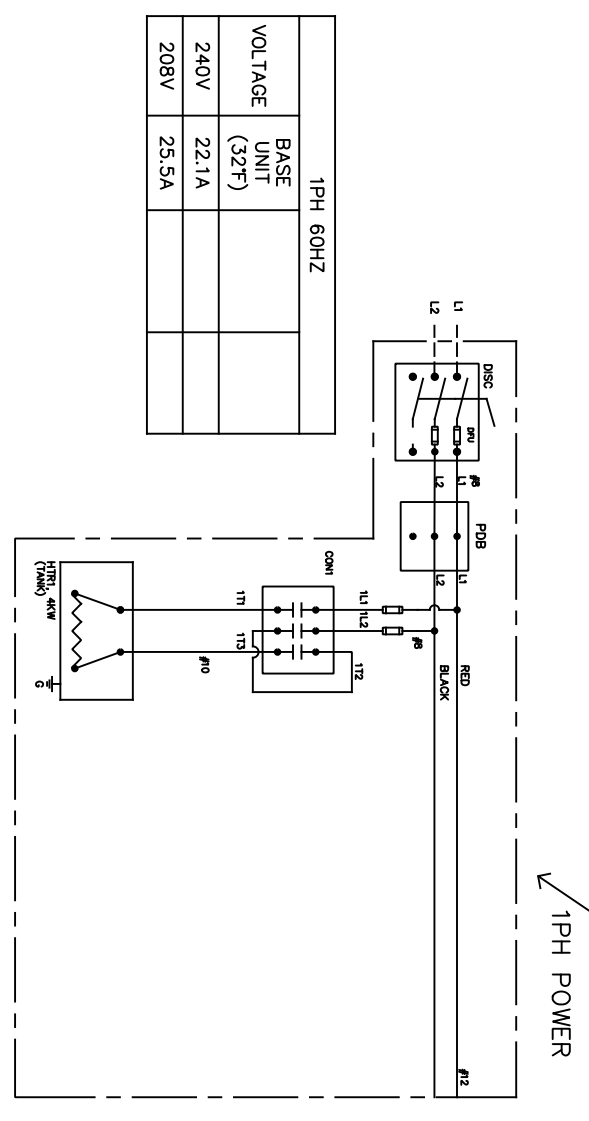 1PH 60HZ
VOLTAGE
BASE
UNIT
(32°F)
240V
22.1A
208V
25.5A
1PH POWER
L1
L2
DISC
DFU
#8
L1
L2
PDB
L1
L2
RED
BLACK
#12
1L1
1L2
#8
CON1
1T2
1T1
1T3
#10
HTR1, 4KW
(TANK)
G